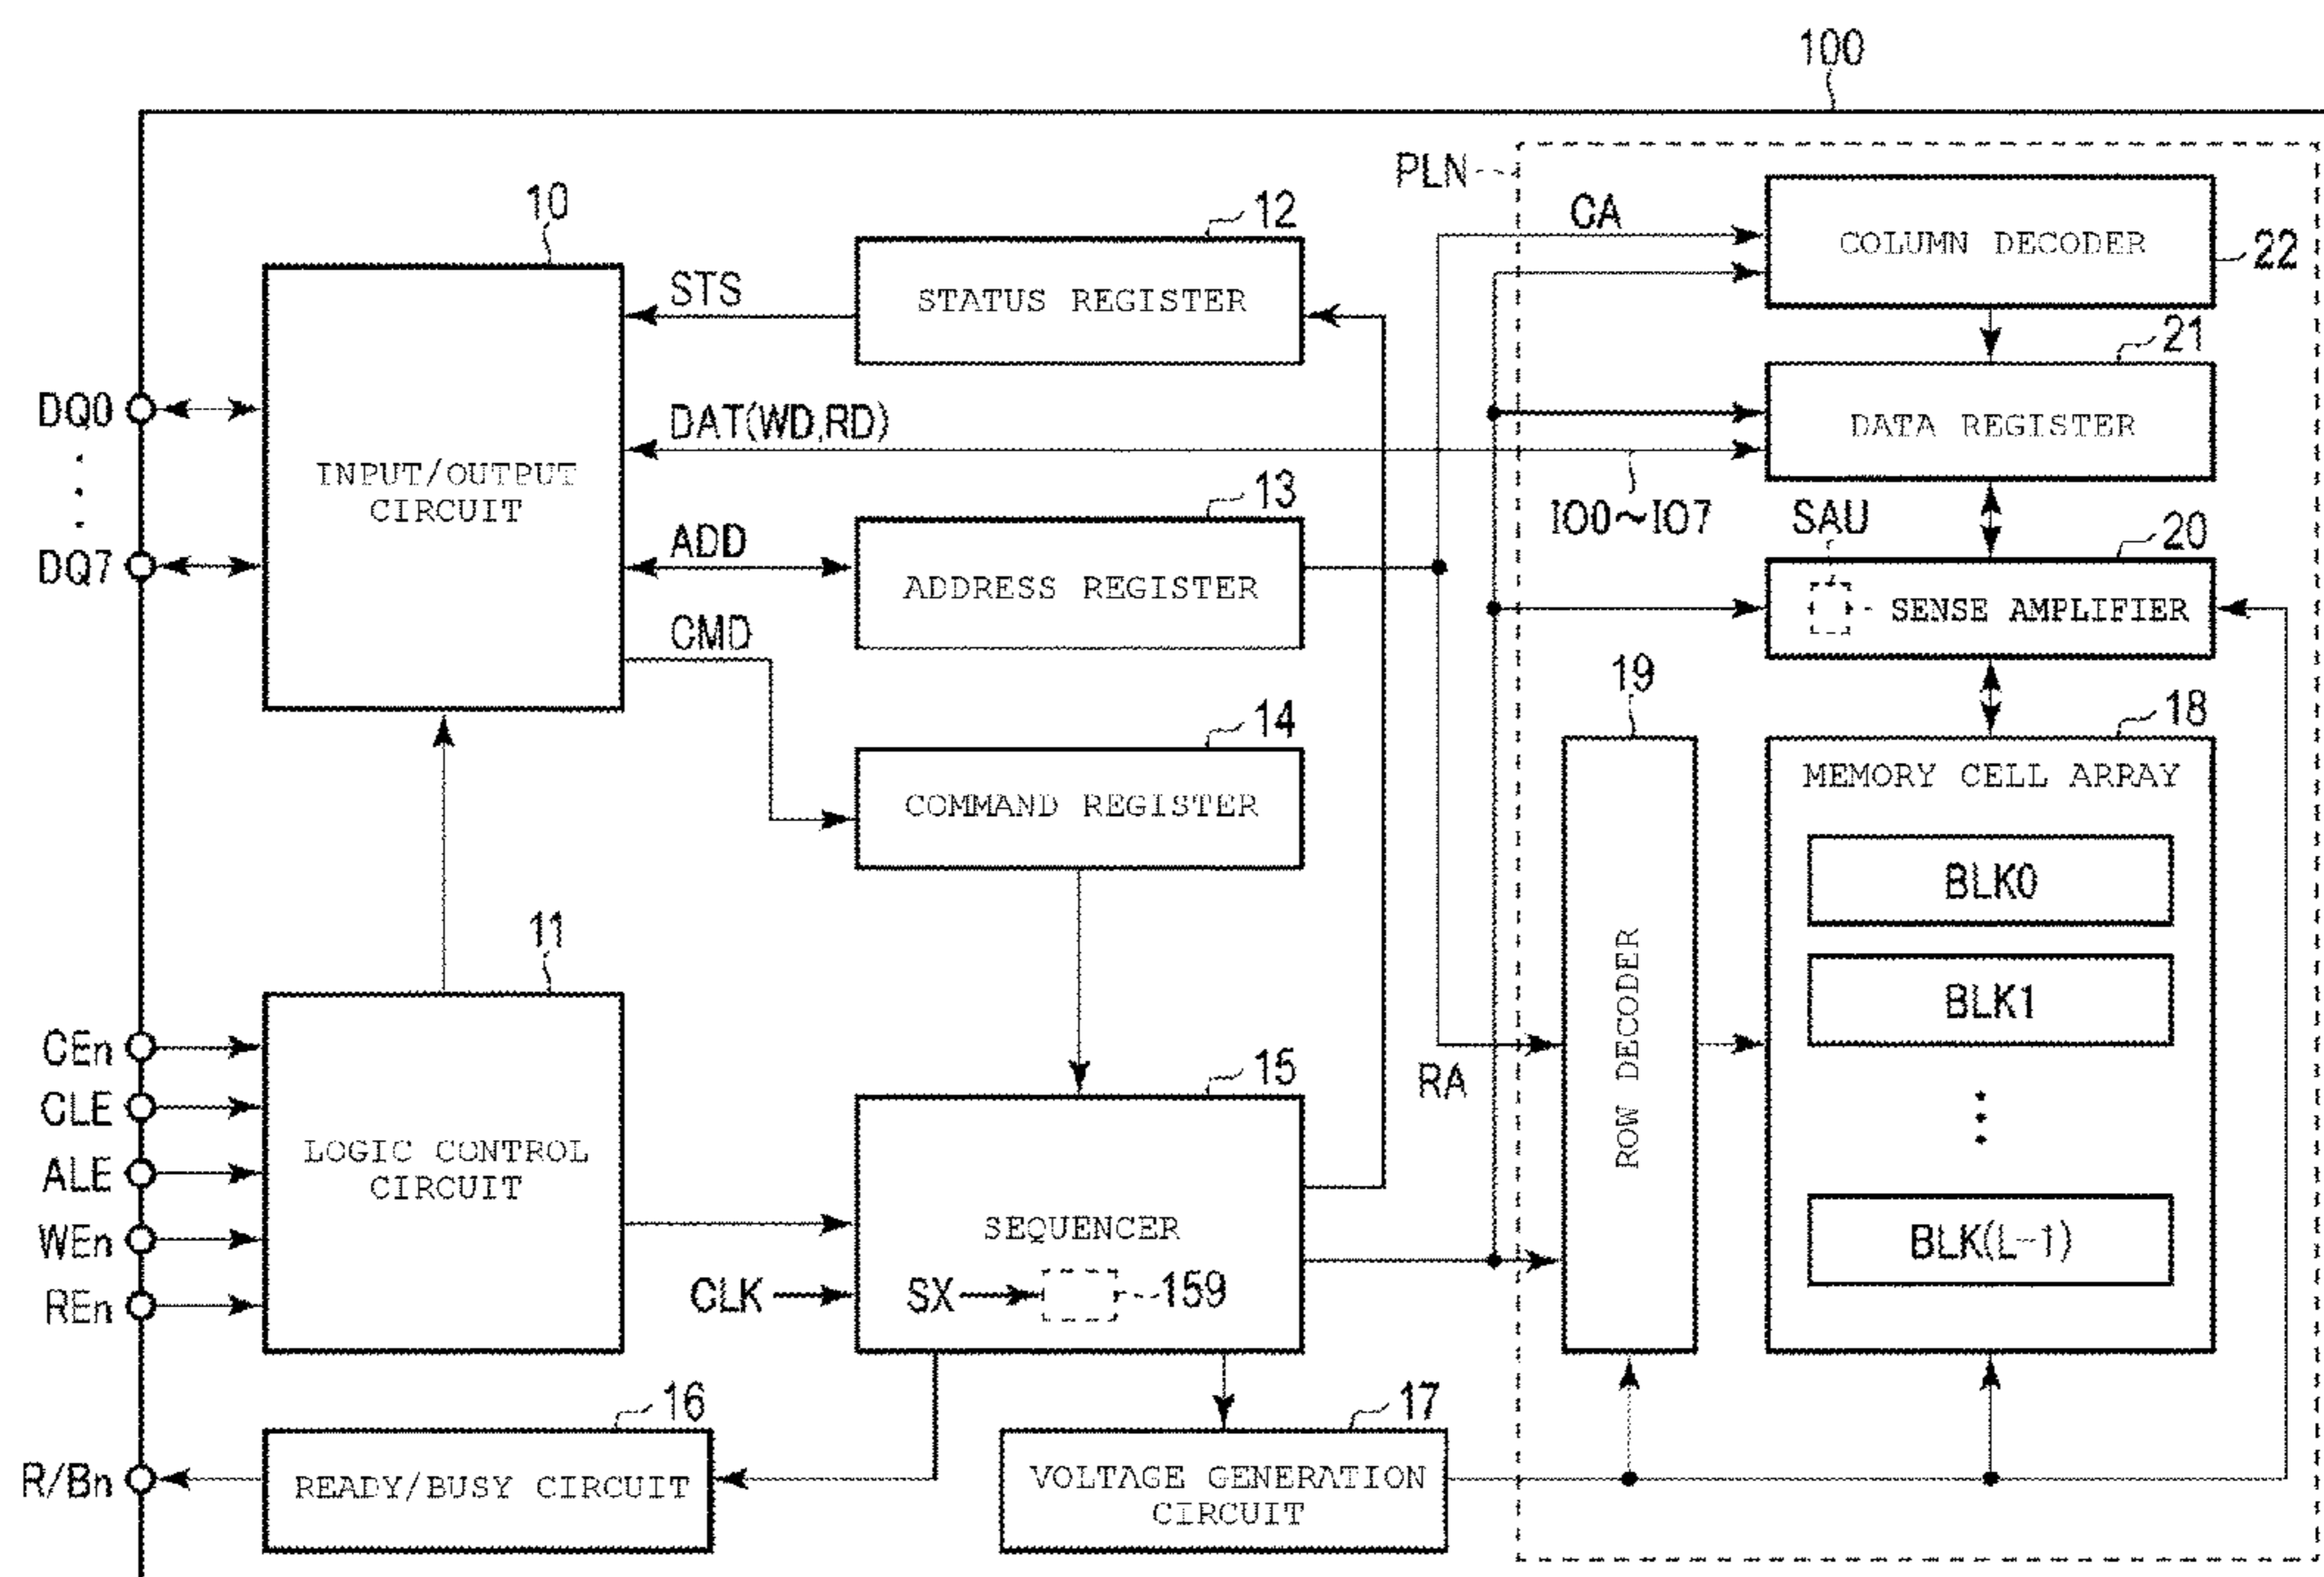 100
PLN
10
12
CA
COLUMN DECODER
22
STS
STATUS REGISTER
21
DQ0
DAT(WD,RD)
DATA REGISTER
INPUT/OUTPUT
CIRCUIT
13
IO0~IO7
SAU
20
DQ7
ADD
ADDRESS REGISTER
SENSE AMPLIFIER
CMD
19
18
14
MEMORY CELL ARRAY
COMMAND REGISTER
BLK0
11
ROW DECODER
BLK1
CEn
15
RA
CLE
LOGIC CONTROL
CIRCUIT
ALE
WEn
SEQUENCER
BLK(L-1)
REn
CLK
SX
159
16
17
R/Bn
READY/BUSY CIRCUIT
VOLTAGE GENERATION
CIRCUIT